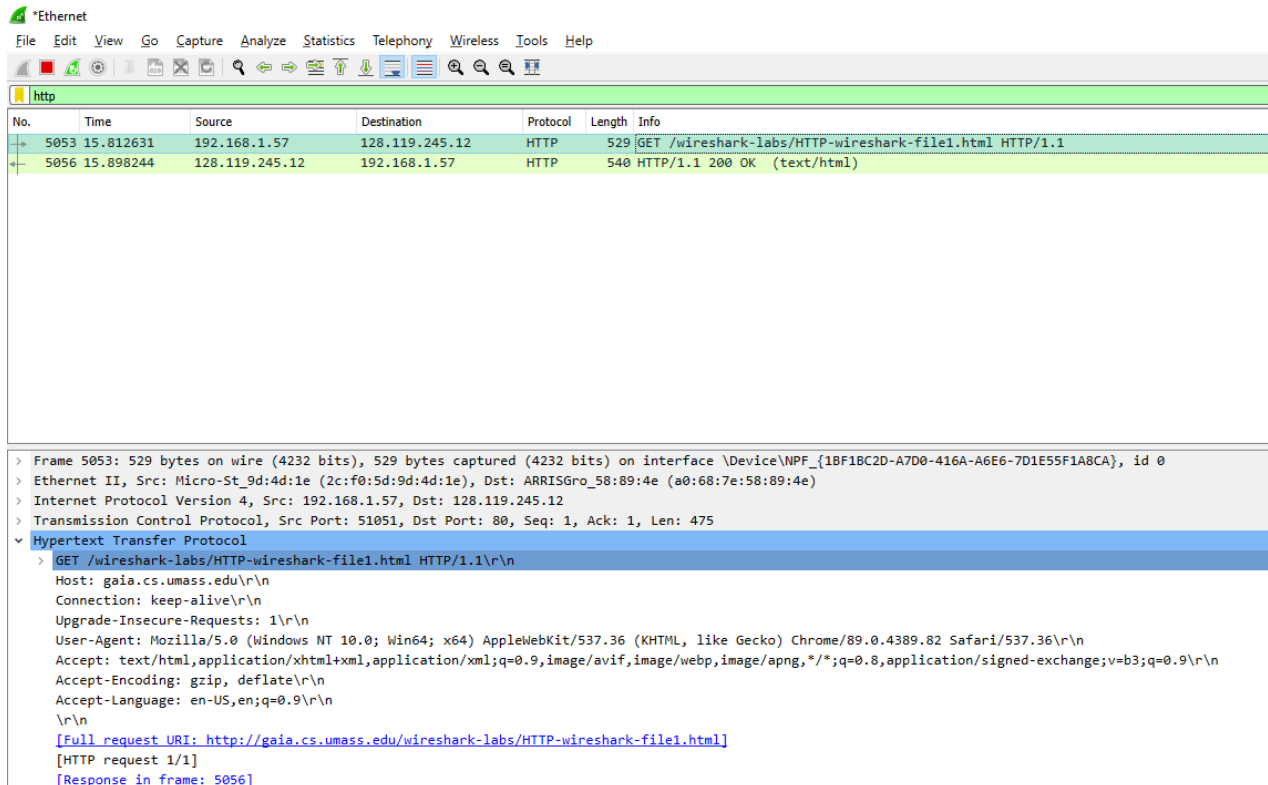 *Ethernet
File Edit View Go Capture Analyze Statistics Telephony Wireless Tools Help
http
No. Time Source Destination Protocol Length Info
5053 15.812631 192.168.1.57 128.119.245.12 HTTP 529 GET /wireshark-labs/HTTP-wireshark-file1.html HTTP/1.1
5056 15.898244 128.119.245.12 192.168.1.57 HTTP 540 HTTP/1.1 200 OK (text/html)
> Frame 5053: 529 bytes on wire (4232 bits), 529 bytes captured (4232 bits) on interface \Device\NPF_{1BF1BC2D-A7D0-416A-A6E6-7D1E55F1A8CA}, id 0
> Ethernet II, Src: Micro-St_9d:4d:1e (2c:f0:5d:9d:4d:1e), Dst: ARRISGro_58:89:4e (a0:68:7e:58:89:4e)
> Internet Protocol Version 4, Src: 192.168.1.57, Dst: 128.119.245.12
> Transmission Control Protocol, Src Port: 51051, Dst Port: 80, Seq: 1, Ack: 1, Len: 475
Hypertext Transfer Protocol
> GET /wireshark-labs/HTTP-wireshark-file1.html HTTP/1.1\r\n
Host: gaia.cs.umass.edu\r\n
Connection: keep-alive\r\n
Upgrade-Insecure-Requests: 1\r\n
User-Agent: Mozilla/5.0 (Windows NT 10.0; Win64; x64) AppleWebKit/537.36 (KHTML, like Gecko) Chrome/89.0.4389.82 Safari/537.36\r\n
Accept: text/html,application/xhtml+xml,application/xml;q=0.9,image/avif,image/webp,image/apng,*/*;q=0.8,application/signed-exchange;v=b3;q=0.9\r\n
Accept-Encoding: gzip, deflate\r\n
Accept-Language: en-US,en;q=0.9\r\n
\r\n
[Full request URI: http://gaia.cs.umass.edu/wireshark-labs/HTTP-wireshark-file1.html]
[HTTP request 1/1]
[Response in frame: 5056]